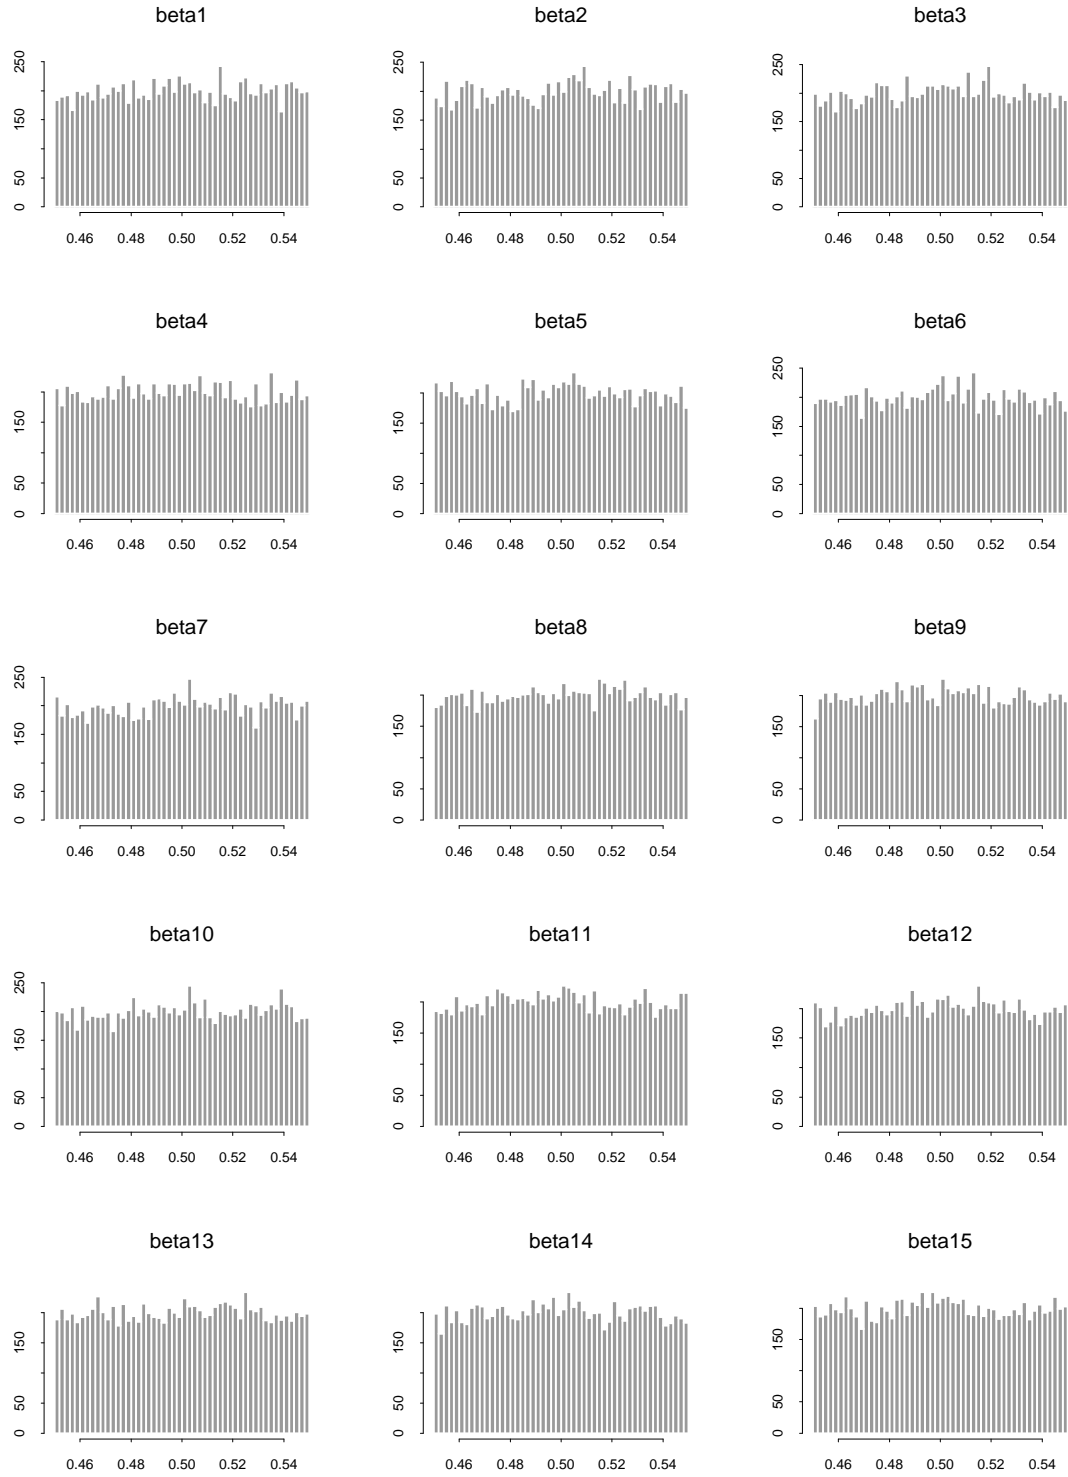 beta1 beta2 beta3
0 50 150 250 0 50 150 250 0 50 150 250
0.46 0.48 0.50 0.52 0.54 0.46 0.48 0.50 0.52 0.54 0.46 0.48 0.50 0.52 0.54
beta4 beta5 beta6
0 50 150 0 50 150 0 50 150 250
0.46 0.48 0.50 0.52 0.54 0.46 0.48 0.50 0.52 0.54 0.46 0.48 0.50 0.52 0.54
beta7 beta8 beta9
0 50 150 250 0 50 150 0 50 150
0.46 0.48 0.50 0.52 0.54 0.46 0.48 0.50 0.52 0.54 0.46 0.48 0.50 0.52 0.54
beta10 beta11 beta12
0 50 150 250 0 50 150 0 50 150
0.46 0.48 0.50 0.52 0.54 0.46 0.48 0.50 0.52 0.54 0.46 0.48 0.50 0.52 0.54
beta13 beta14 beta15
0 50 150 0 50 150 0 50 150
0.46 0.48 0.50 0.52 0.54 0.46 0.48 0.50 0.52 0.54 0.46 0.48 0.50 0.52 0.54